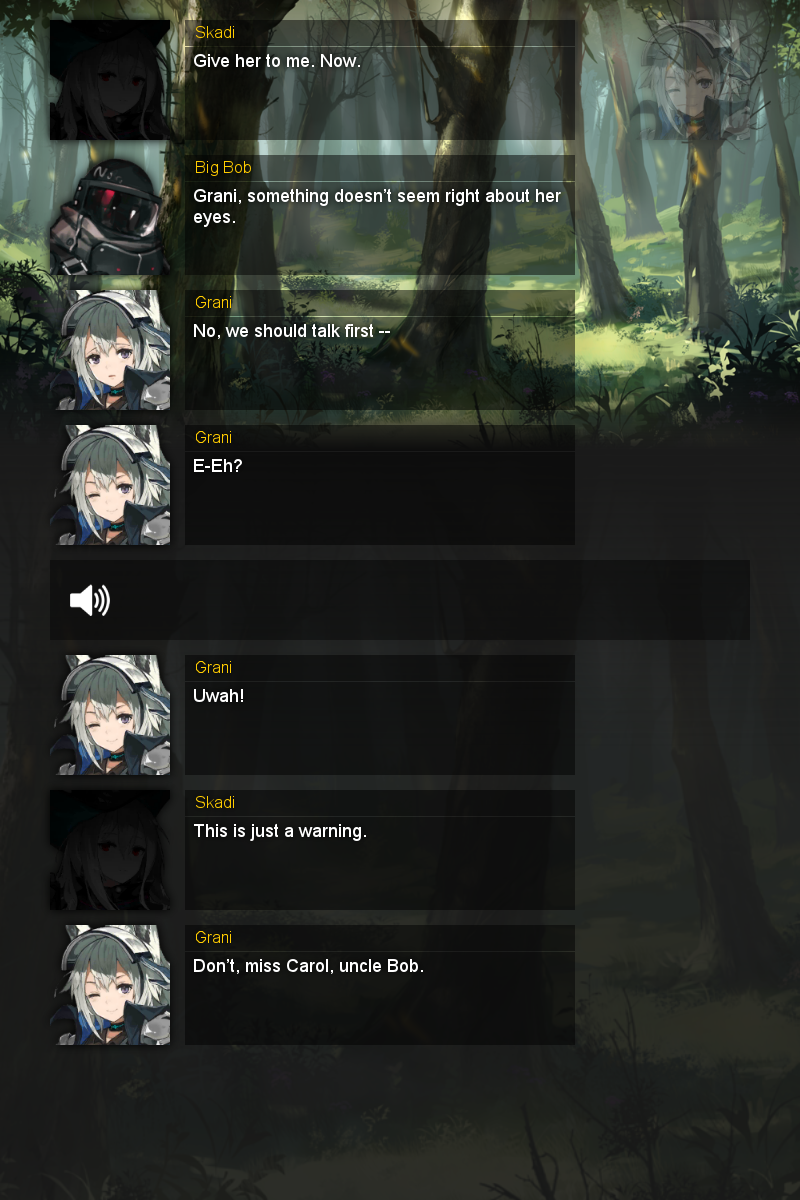 Skadi
Give her to me. Now.
Big Bob
Grani, something doesn't seem right about her
eyes.
Grani
No, we should talk first --
Grani
E-Eh?
Grani
Uwah!
Skadi
This is just a warning.
Grani
Don't, miss Carol, uncle Bob.